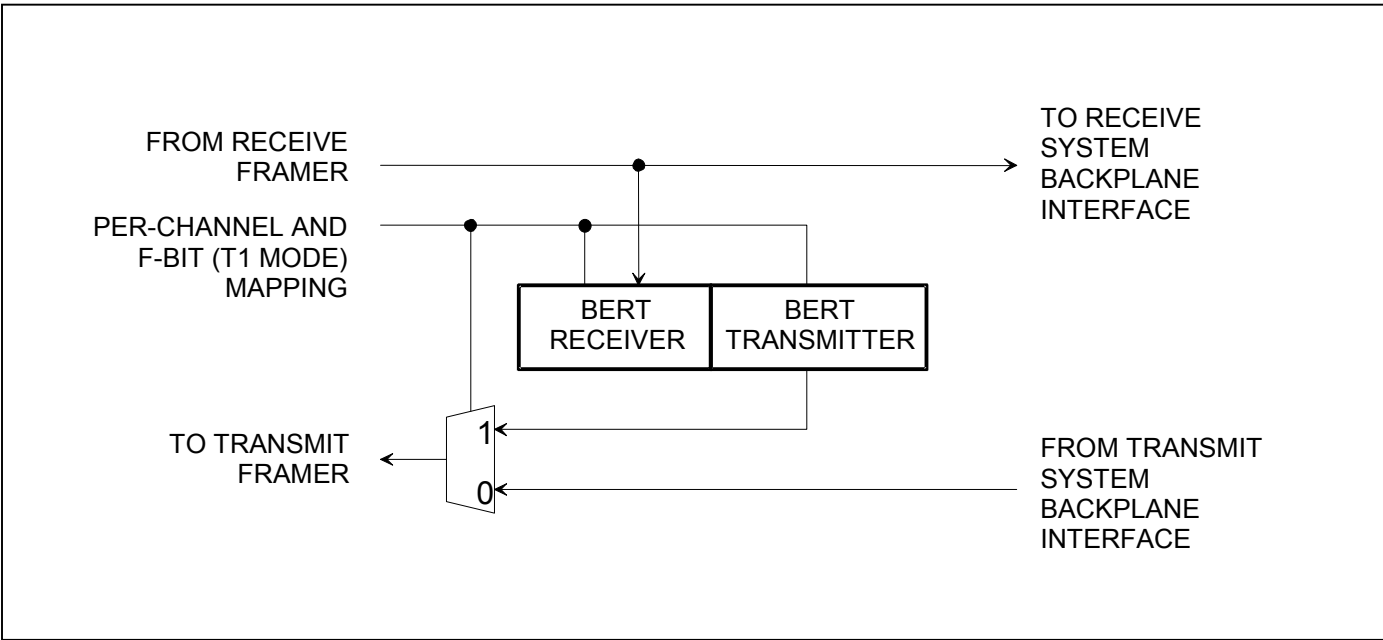 FROM RECEIVE
FRAMER
TO RECEIVE
SYSTEM
BACKPLANE
INTERFACE
PER-CHANNEL AND
F-BIT (T1 MODE)
MAPPING
BERT
RECEIVER
BERT
TRANSMITTER
1
0
TO TRANSMIT
FRAMER
FROM TRANSMIT
SYSTEM
BACKPLANE
INTERFACE